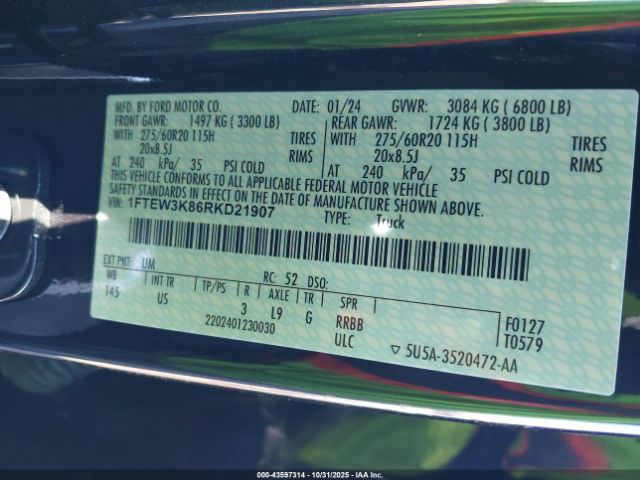 MFD. BY FORD MOTOR CO. DATE: 01/24 GVWR: 3084 KG ( 6800 LB)
FRONT GAWR: 1497 KG ( 3300 LB) REAR GAWR: 1724 KG ( 3800 LB)
WITH 275/60R20 115H TIRES WITH 275/60R20 115H TIRES
20x8.5J RIMS 20x8.5J RIMS
AT 240 kPa/ 35 PSI COLD AT 240 kPa/ 35 PSI COLD
THIS VEHICLE CONFORMS TO ALL APPLICABLE FEDERAL MOTOR VEHICLE
SAFETY STANDARDS IN EFFECT ON THE DATE OF MANUFACTURE SHOWN ABOVE.
VIN: 1FTEW3K86RKD21907
TYPE: Truck
EXT PNT: UM RC: 52 DSO:
WB INT TR TP/PS R AXLE TR SPR
145 US 3 L9 G RRBB F0127
2202401230030 ULC T0579
▽ 5U5A-3520472-AA
00-43597314 - 10/31/2025 - IAA Inc.